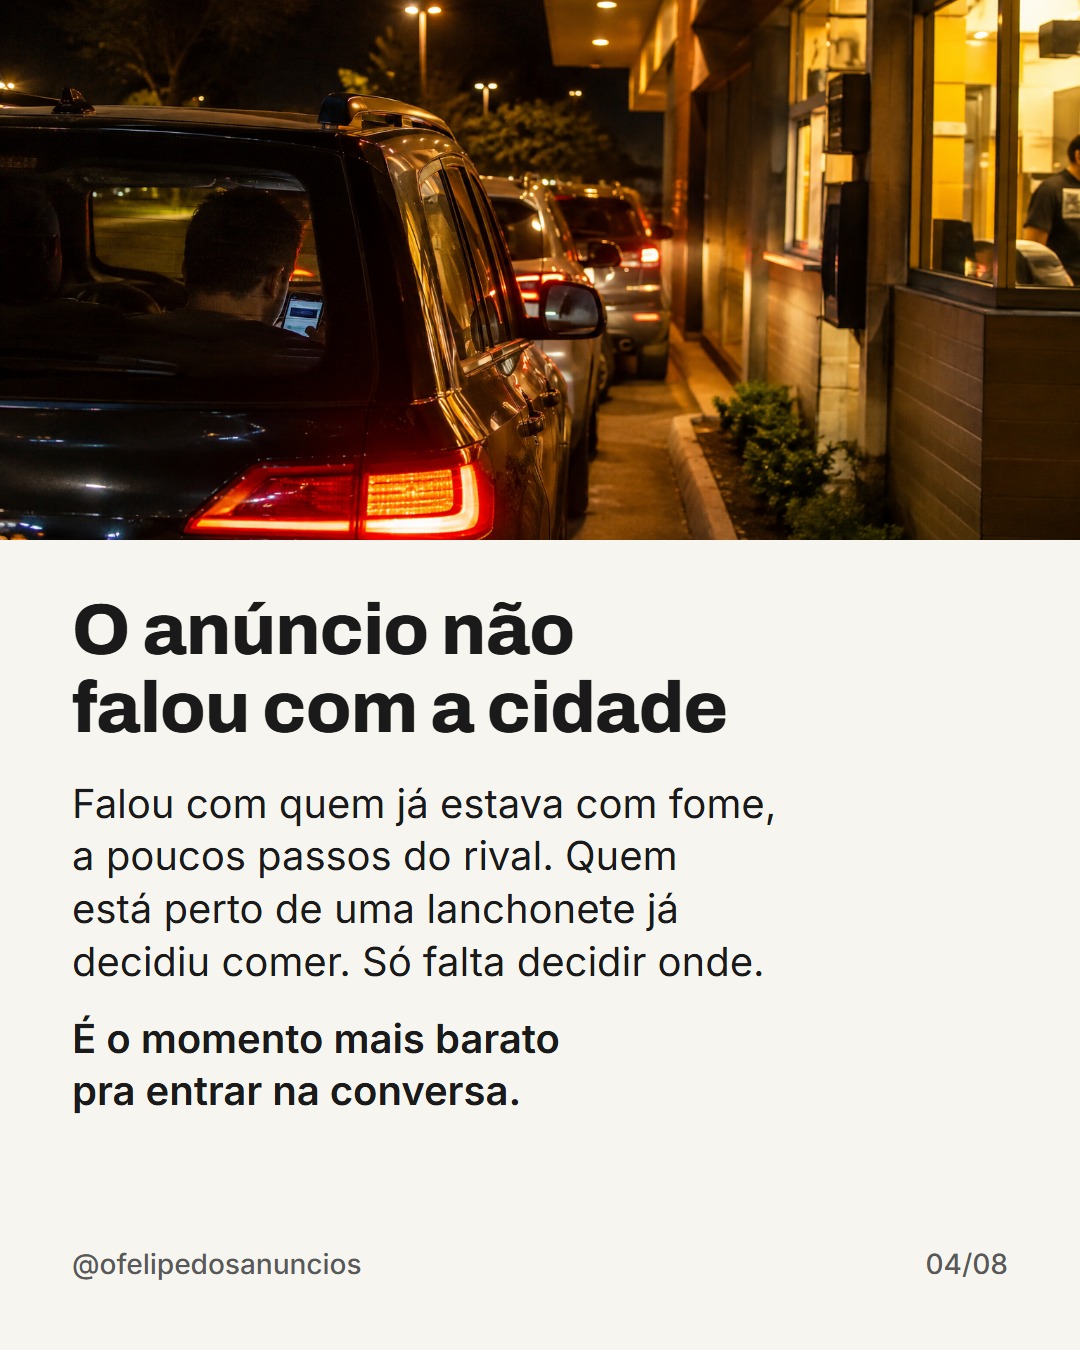 O anúncio não
falou com a cidade
Falou com quem já estava com fome,
a poucos passos do rival. Quem
está perto de uma lanchonete já
decidiu comer. Só falta decidir onde.
É o momento mais barato
pra entrar na conversa.
@ofelipedosanuncios
04/08